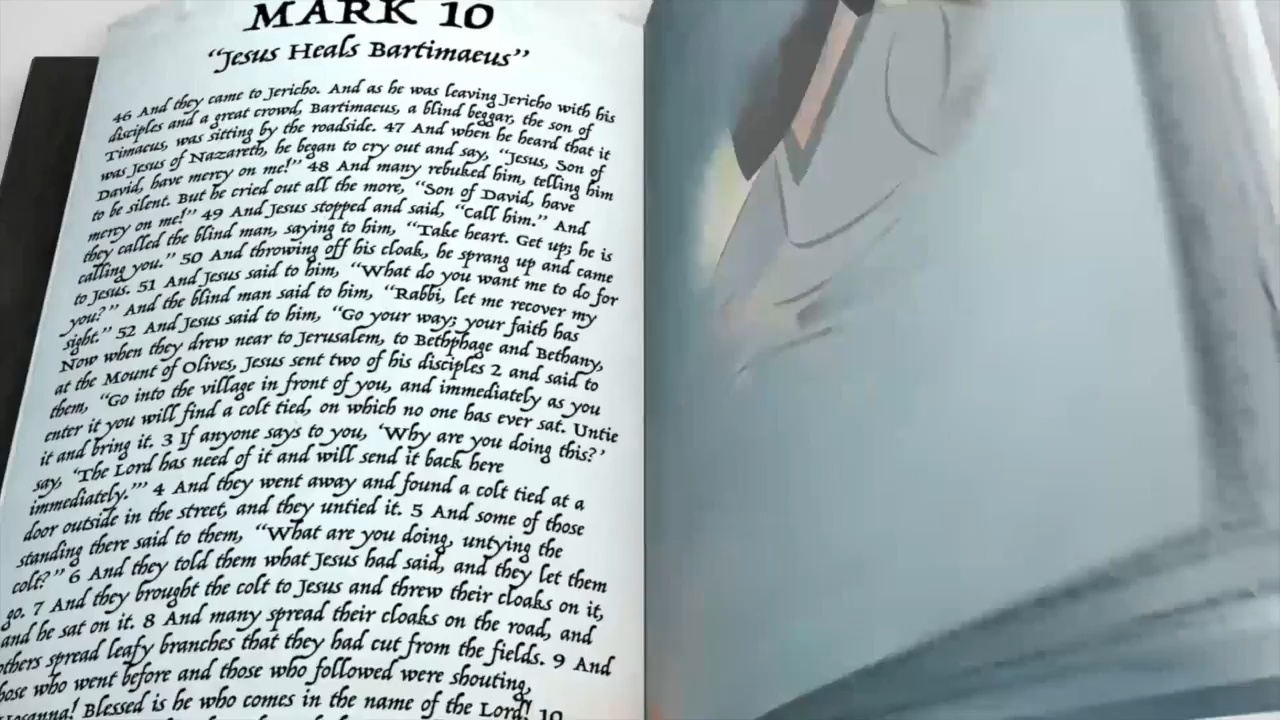 MARK 10
“Jesus Heals Bartimaeus”
46 And they came to Jericho. And as he was leaving Jericho with his
disciples and a great crowd, Bartimaeus, a blind beggar, the son of
Timaeus, was sitting by the roadside. 47 And when he heard that it
was Jesus of Nazareth, he began to cry out and say, “Jesus, Son of
David, have mercy on me!” 48 And many rebuked him, telling him
to be silent. But he cried out all the more, “Son of David, have
mercy on me!” 49 And Jesus stopped and said, “Call him.” And
they called the blind man, saying to him, “Take heart. Get up; he is
calling you.” 50 And throwing off his cloak, he sprang up and came
to Jesus. 51 And Jesus said to him, “What do you want me to do for
you?” And the blind man said to him, “Rabbi, let me recover my
sight.” 52 And Jesus said to him, “Go your way; your faith has
Now when they drew near to Jerusalem, to Bethphage and Bethany,
at the Mount of Olives, Jesus sent two of his disciples 2 and said to
them, “Go into the village in front of you, and immediately as you
enter it you will find a colt tied, on which no one has ever sat. Untie
it and bring it. 3 If anyone says to you, ‘Why are you doing this?’
say, ‘The Lord has need of it and will send it back here
immediately.’” 4 And they went away and found a colt tied at a
door outside in the street, and they untied it. 5 And some of those
standing there said to them, “What are you doing, untying the
colt?” 6 And they told them what Jesus had said, and they let them
go. 7 And they brought the colt to Jesus and threw their cloaks on it,
and he sat on it. 8 And many spread their cloaks on the road, and
others spread leafy branches that they had cut from the fields. 9 And
those who went before and those who followed were shouting,
Hosanna! Blessed is he who comes in the name of the Lord! 10